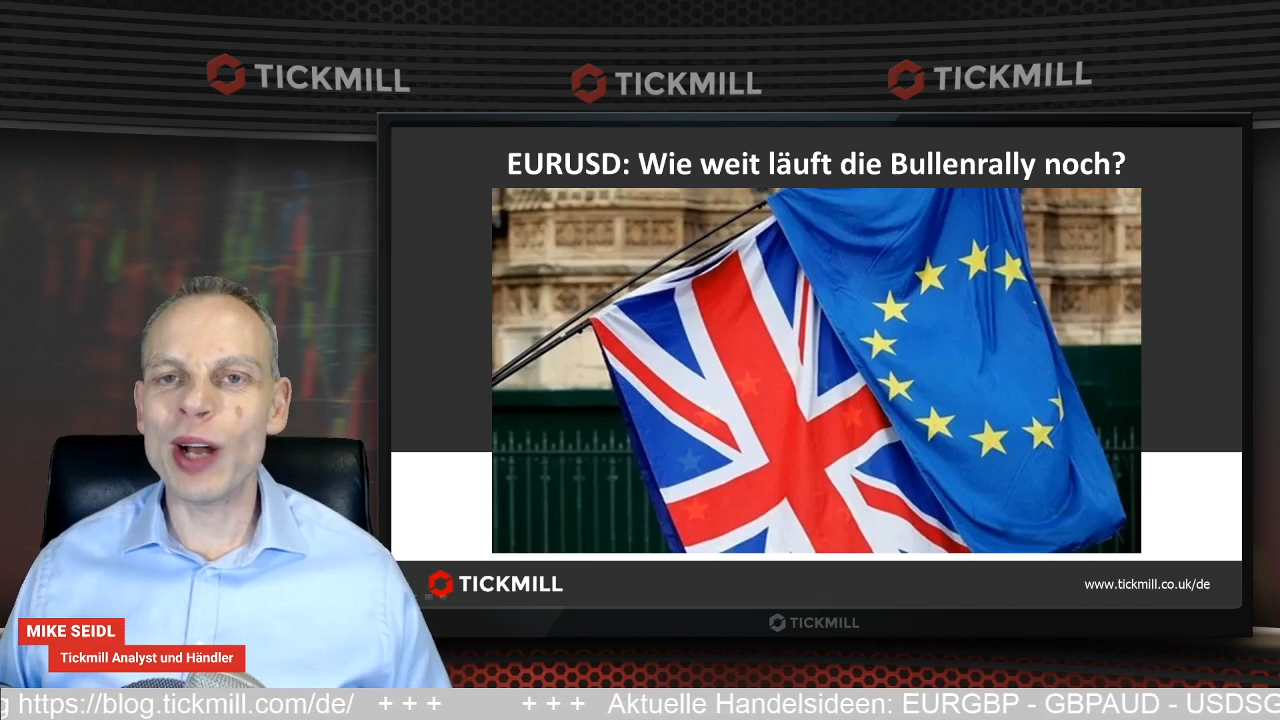 TICKMILL
TICKMILL
TICKMILL
EURUSD: Wie weit läuft die Bullenrally noch?
TICKMILL
www.tickmill.co.uk/de
TICKMILL
MIKE SEIDL
Tickmill Analyst und Händler
g https://blog.tickmill.com/de/ +++ +++ Aktuelle Handelsideen: EURGBP - GBPAUD - USDSG